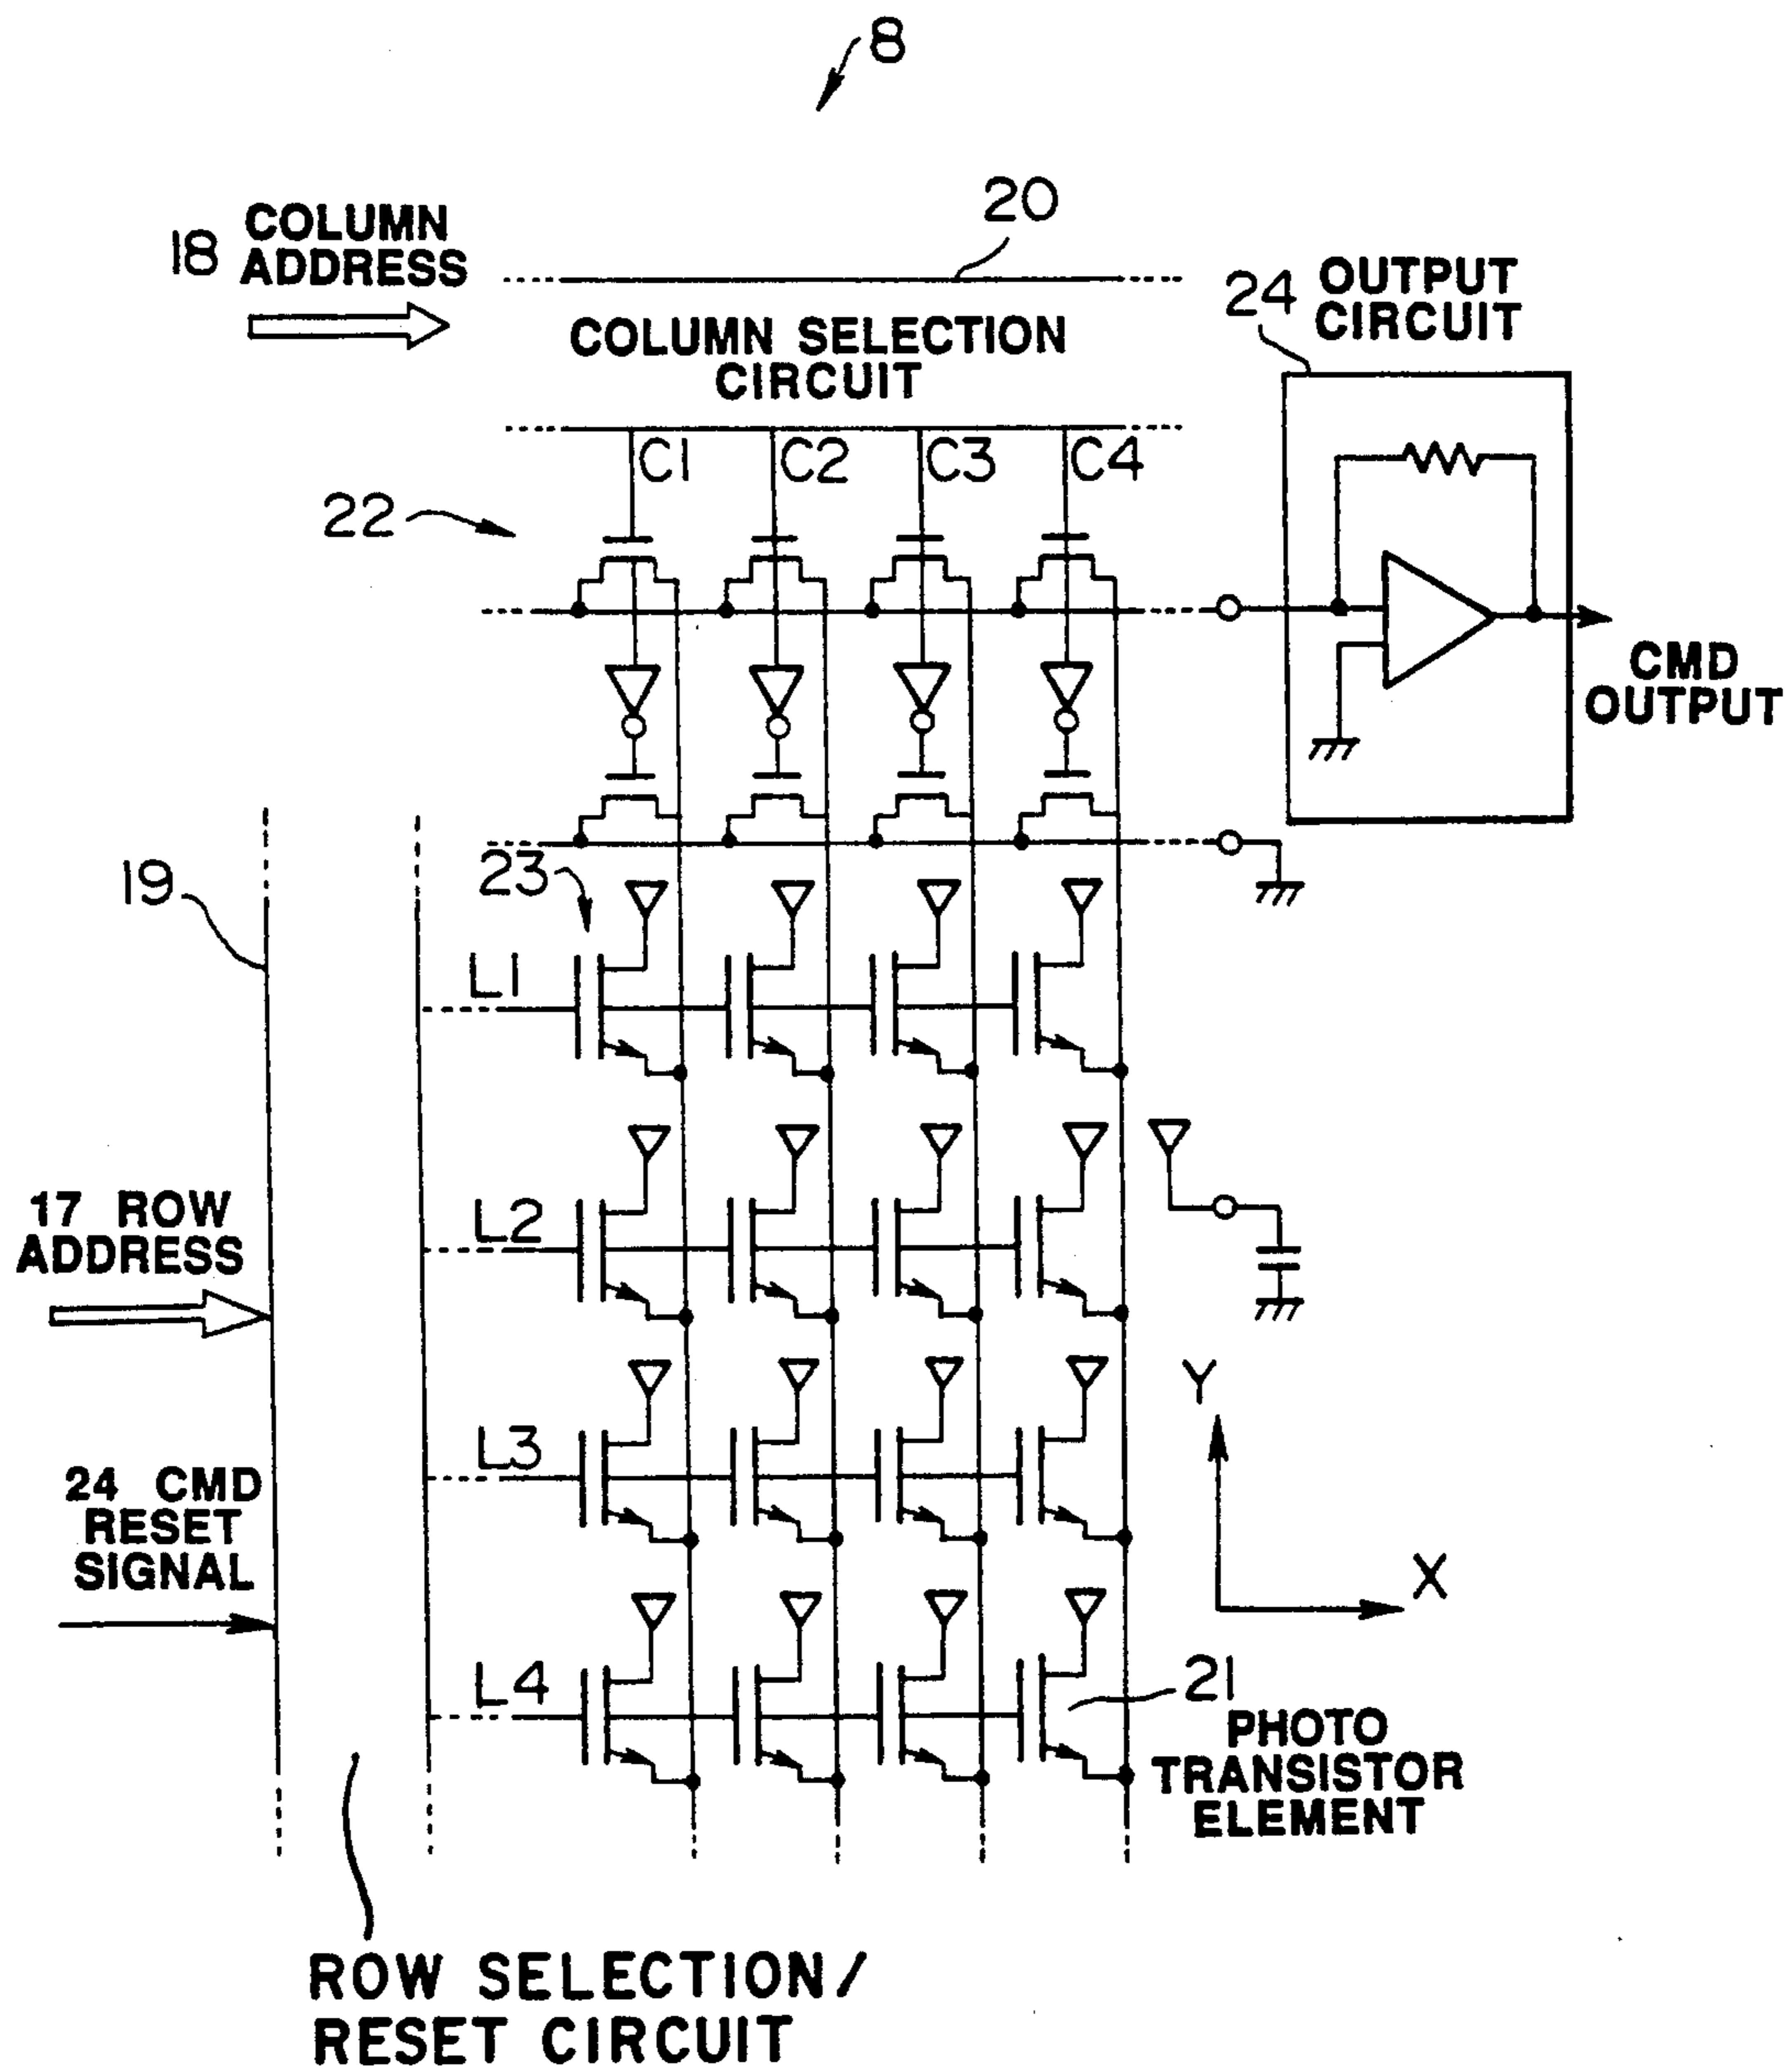 8
20
18 COLUMN
ADDRESS
24 OUTPUT
CIRCUIT
COLUMN SELECTION
CIRCUIT
C1 C2 C3 C4
22
CMD
OUTPUT
23
19
L1
17 ROW
ADDRESS
L2
Y
L3
24 CMD
RESET
SIGNAL
X
L4
21
PHOTO
TRANSISTOR
ELEMENT
ROW SELECTION/
RESET CIRCUIT